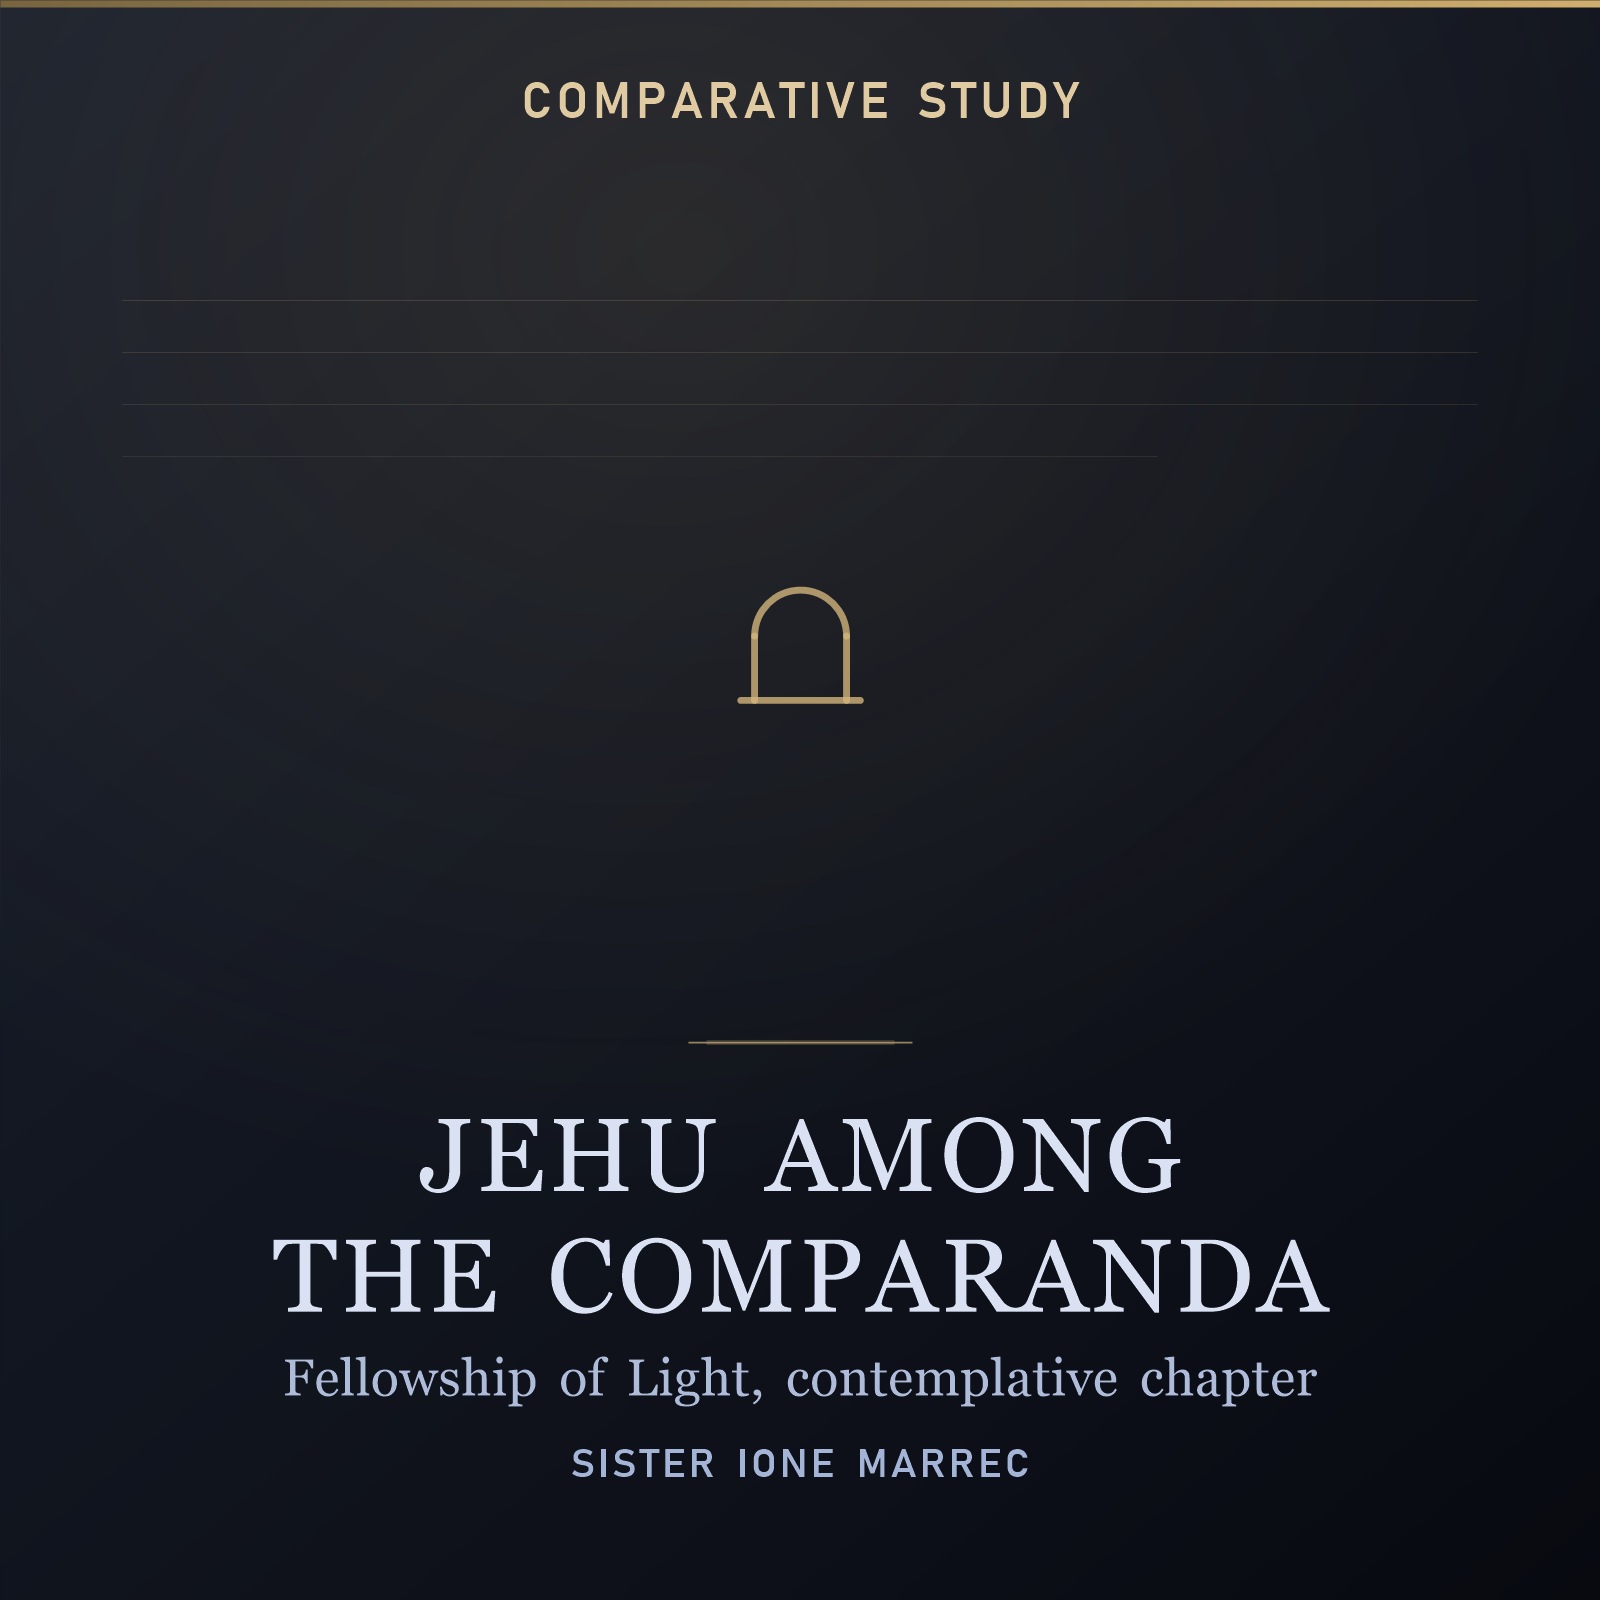 COMPARATIVE STUDY
JEHU AMONG
THE COMPARANDA
Fellowship of Light, contemplative chapter
SISTER IONE MARREC